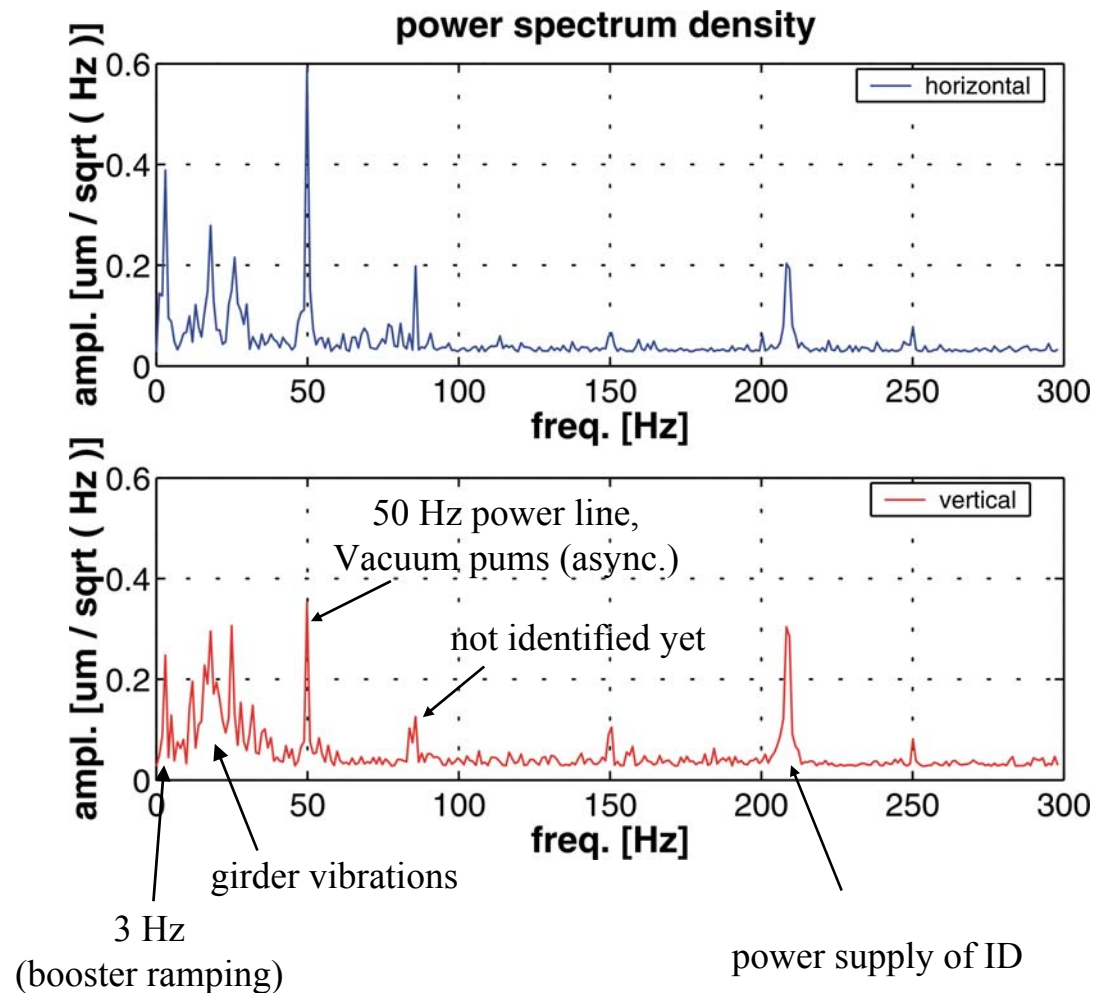 power spectrum density
ampl. [um / sqrt ( Hz )]
0.6
0.4
0.2
0
horizontal
0 50 100 150 200 250 300
freq. [Hz]
ampl. [um / sqrt ( Hz )]
0.6
0.4
0.2
0
vertical
50 Hz power line,
Vacuum pums (async.)
not identified yet
0 50 100 150 200 250 300
freq. [Hz]
girder vibrations
3 Hz
(booster ramping)
power supply of ID